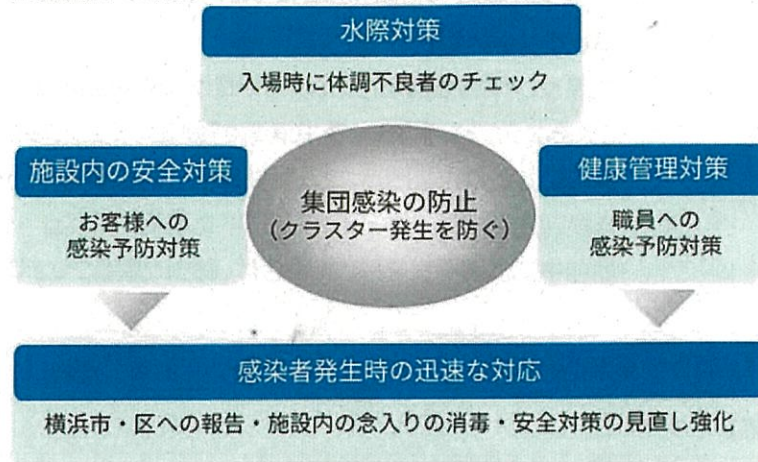 水際対策
入場時に体調不良者のチェック
施設内の安全対策
お客様への
感染予防対策
集団感染の防止
（クラスター発生を防ぐ）
健康管理対策
職員への
感染予防対策
感染者発生時の迅速な対応
横浜市・区への報告・施設内の念入りの消毒・安全対策の見直し強化